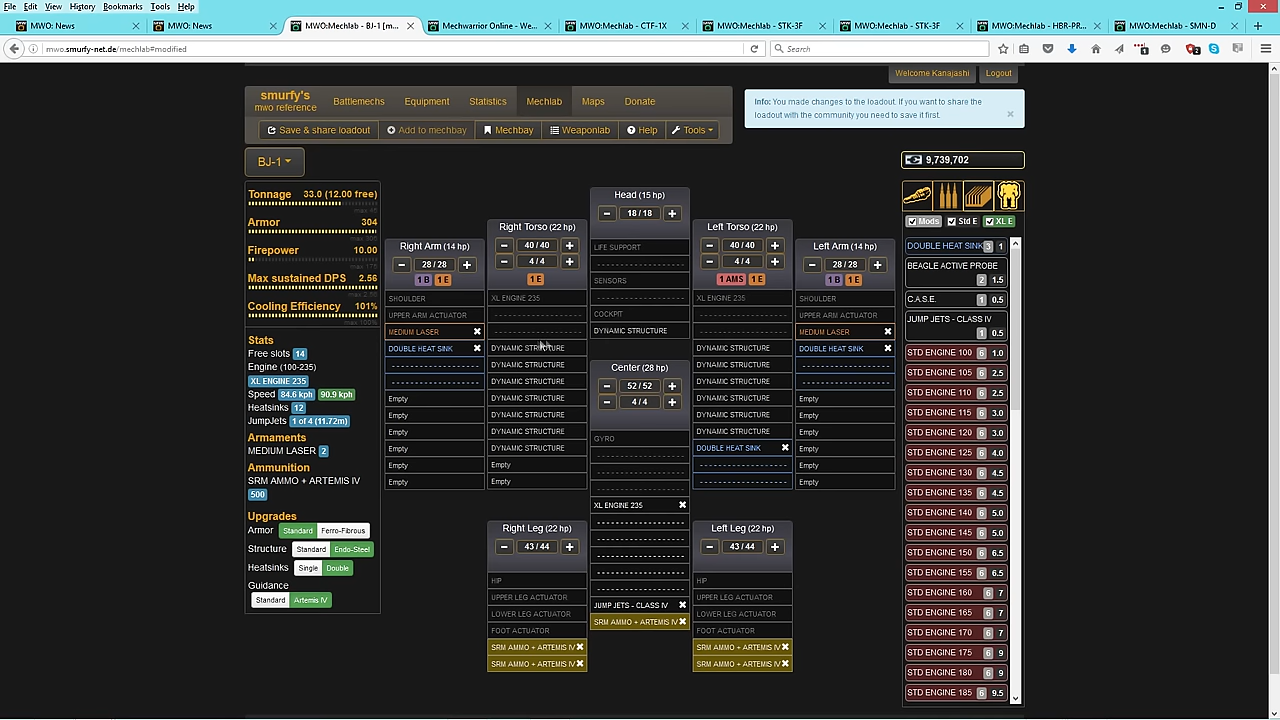 File Edit View History Bookmarks Tools Help
MWO: News
MWO: News
MWO:Mechlab - BJ-1 [m...
Mechwarrior Online - We...
MWO:Mechlab - CTF-1X
MWO:Mechlab - STK-3F
MWO:Mechlab - STK-3F
MWO:Mechlab - HBR-PR...
MWO:Mechlab - SMN-D
mwo.smurfy-net.de/mechlab#modified
Search
Welcome Kanajashi
Logout
smurfy's
mwo reference
Battlemechs Equipment Statistics Mechlab Maps Donate
Save & share loadout Add to mechbay Mechbay Weaponlab Help Tools
Info: You made changes to the loadout. If you want to share the
loadout with the community you need to save it first.
BJ-1
9,739,702
Tonnage 33.0 (12.00 free)
max 45
Armor 304
Firepower 10.00
Max sustained DPS 2.56
Cooling Efficiency 101%
max 100%
Stats
Free slots 14
Engine (100-235)
XL ENGINE 235
Speed 84.6 kph 90.9 kph
Heatsinks 12
JumpJets 1 of 4 (11.72m)
Armaments
MEDIUM LASER 2
Ammunition
SRM AMMO + ARTEMIS IV
500
Upgrades
Armor Standard Ferro-Fibrous
Structure Standard Endo-Steel
Heatsinks Single Double
Guidance
Standard Artemis IV
Right Arm (14 hp)
28 / 28
1 B 1 E
SHOULDER
UPPER ARM ACTUATOR
MEDIUM LASER
DOUBLE HEAT SINK
Empty
Empty
Empty
Empty
Empty
Empty
Right Torso (22 hp)
40 / 40
4 / 4
1 E
XL ENGINE 235
DYNAMIC STRUCTURE
DYNAMIC STRUCTURE
DYNAMIC STRUCTURE
DYNAMIC STRUCTURE
DYNAMIC STRUCTURE
DYNAMIC STRUCTURE
DYNAMIC STRUCTURE
Empty
Empty
Head (15 hp)
18 / 18
LIFE SUPPORT
SENSORS
COCKPIT
DYNAMIC STRUCTURE
Center (28 hp)
52 / 52
4 / 4
GYRO
XL ENGINE 235
JUMP JETS - CLASS IV
SRM AMMO + ARTEMIS IV
Left Torso (22 hp)
40 / 40
4 / 4
1 AMS 1 E
XL ENGINE 235
DYNAMIC STRUCTURE
DYNAMIC STRUCTURE
DYNAMIC STRUCTURE
DYNAMIC STRUCTURE
DYNAMIC STRUCTURE
DYNAMIC STRUCTURE
DOUBLE HEAT SINK
Left Arm (14 hp)
28 / 28
1 B 1 E
SHOULDER
UPPER ARM ACTUATOR
MEDIUM LASER
DOUBLE HEAT SINK
Empty
Empty
Empty
Empty
Empty
Empty
Right Leg (22 hp)
43 / 44
HIP
UPPER LEG ACTUATOR
LOWER LEG ACTUATOR
FOOT ACTUATOR
SRM AMMO + ARTEMIS IV
SRM AMMO + ARTEMIS IV
Left Leg (22 hp)
43 / 44
HIP
UPPER LEG ACTUATOR
LOWER LEG ACTUATOR
FOOT ACTUATOR
SRM AMMO + ARTEMIS IV
SRM AMMO + ARTEMIS IV
Mods Std E XL E
DOUBLE HEAT SINK 3 1
BEAGLE ACTIVE PROBE
2 1.5
C.A.S.E. 1 0.5
JUMP JETS - CLASS IV
1 0.5
STD ENGINE 100 6 1.0
STD ENGINE 105 6 2.5
STD ENGINE 110 6 2.5
STD ENGINE 115 6 3.0
STD ENGINE 120 6 3.0
STD ENGINE 125 6 4.0
STD ENGINE 130 6 4.5
STD ENGINE 135 6 4.5
STD ENGINE 140 6 5.0
STD ENGINE 145 6 5.0
STD ENGINE 150 6 6.5
STD ENGINE 155 6 6.5
STD ENGINE 160 6 7
STD ENGINE 165 6 7
STD ENGINE 170 6 7
STD ENGINE 175 6 9
STD ENGINE 180 6 9
STD ENGINE 185 6 9.5